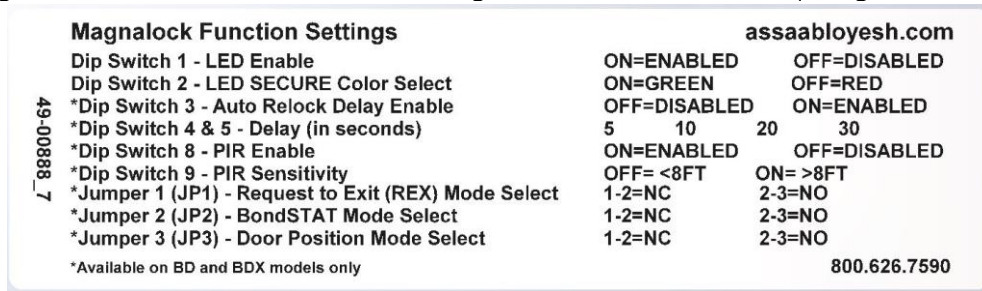 Magnalock Function Settings assaabloyesh.com
Dip Switch 1 - LED Enable ON=ENABLED OFF=DISABLED
Dip Switch 2 - LED SECURE Color Select ON=GREEN OFF=RED
*Dip Switch 3 - Auto Relock Delay Enable OFF=DISABLED ON=ENABLED
*Dip Switch 4 & 5 - Delay (in seconds) 5 10 20 30
*Dip Switch 8 - PIR Enable ON=ENABLED OFF=DISABLED
*Dip Switch 9 - PIR Sensitivity OFF= <8FT ON= >8FT
*Jumper 1 (JP1) - Request to Exit (REX) Mode Select 1-2=NC 2-3=NO
*Jumper 2 (JP2) - BondSTAT Mode Select 1-2=NC 2-3=NO
*Jumper 3 (JP3) - Door Position Mode Select 1-2=NC 2-3=NO
*Available on BD and BDX models only 800.626.7590
49-00888_7